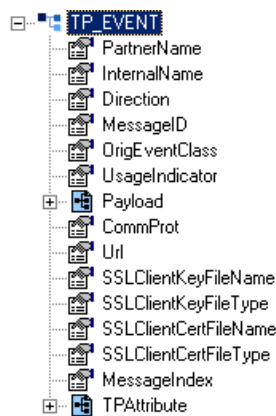 TP_EVENT
PartnerName
InternalName
Direction
MessageID
OrigEventClass
UsageIndicator
Payload
CommProt
Url
SSLClientKeyFileName
SSLClientKeyFileType
SSLClientCertFileName
SSLClientCertFileType
MessageIndex
TPAttribute